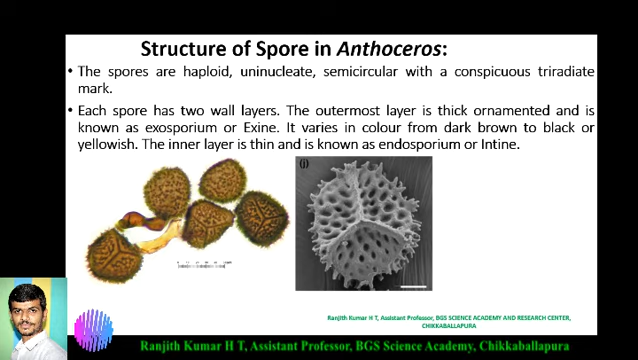 Structure of Spore in Anthoceros:
• The spores are haploid, uninucleate, semicircular with a conspicuous triradiate
mark.
• Each spore has two wall layers. The outermost layer is thick ornamented and is
known as exosporium or Exine. It varies in colour from dark brown to black or
yellowish. The inner layer is thin and is known as endosporium or Intine.
(j)
Ranjith Kumar H T, Assistant Professor, BGS SCIENCE ACADEMY AND RESEARCH CENTER,
CHIKKABALLAPURA
Ranjith Kumar H T, Assistant Professor, BGS Science Academy, Chikkaballapura